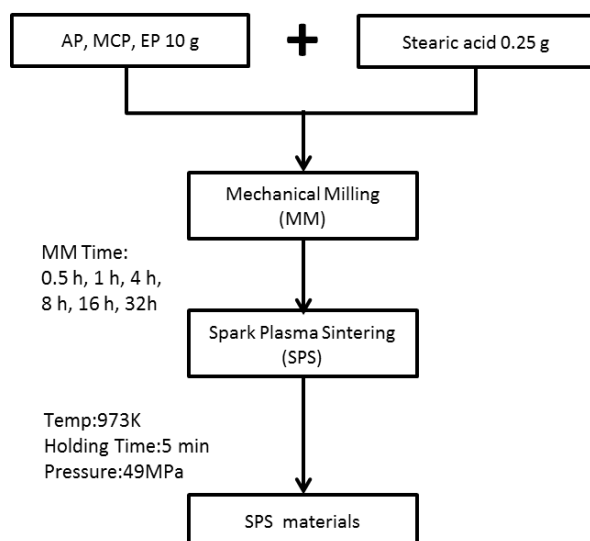 AP, MCP, EP 10 g
+
Stearic acid 0.25 g
Mechanical Milling
(MM)
MM Time:
0.5 h, 1 h, 4 h,
8 h, 16 h, 32h
Spark Plasma Sintering
(SPS)
Temp:973K
Holding Time:5 min
Pressure:49MPa
SPS materials